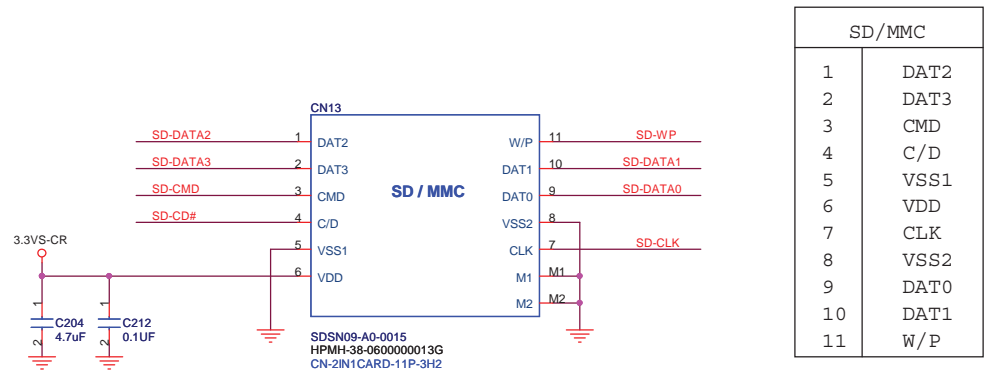 CN13
SD-DATA2 1 DAT2 W/P 11 SD-WP
SD-DATA3 2 DAT3 DAT1 10 SD-DATA1
SD-CMD 3 CMD SD / MMC DAT0 9 SD-DATA0
SD-CD# 4 C/D VSS2 8
5 VSS1 CLK 7 SD-CLK
3.3VS-CR
6 VDD M1 M1
M2 M2
1 1
C204 C212
4.7uF 0.1UF
2 2
SDSN09-A0-0015
HPMH-38-0600000013G
CN-2IN1CARD-11P-3H2
SD/MMC
1 DAT2
2 DAT3
3 CMD
4 C/D
5 VSS1
6 VDD
7 CLK
8 VSS2
9 DAT0
10 DAT1
11 W/P